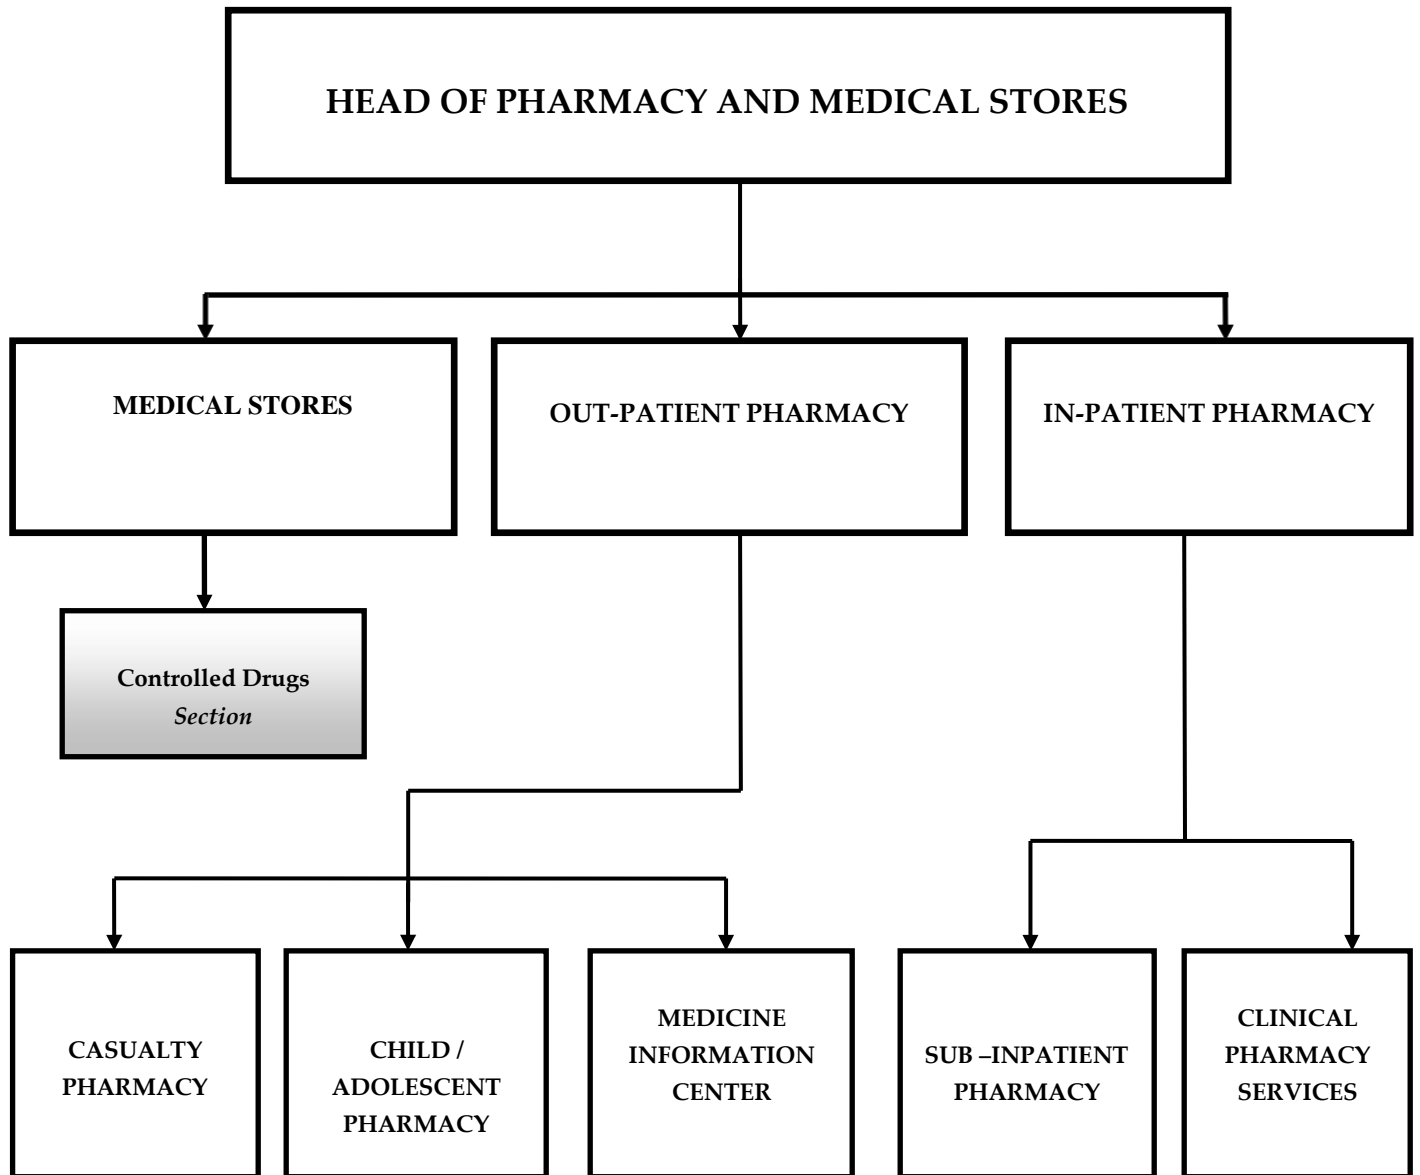 HEAD OF PHARMACY AND MEDICAL STORES
MEDICAL STORES
OUT-PATIENT PHARMACY
IN-PATIENT PHARMACY
Controlled Drugs
Section
CASUALTY
PHARMACY
CHILD /
ADOLESCENT
PHARMACY
MEDICINE
INFORMATION
CENTER
SUB –INPATIENT
PHARMACY
CLINICAL
PHARMACY
SERVICES